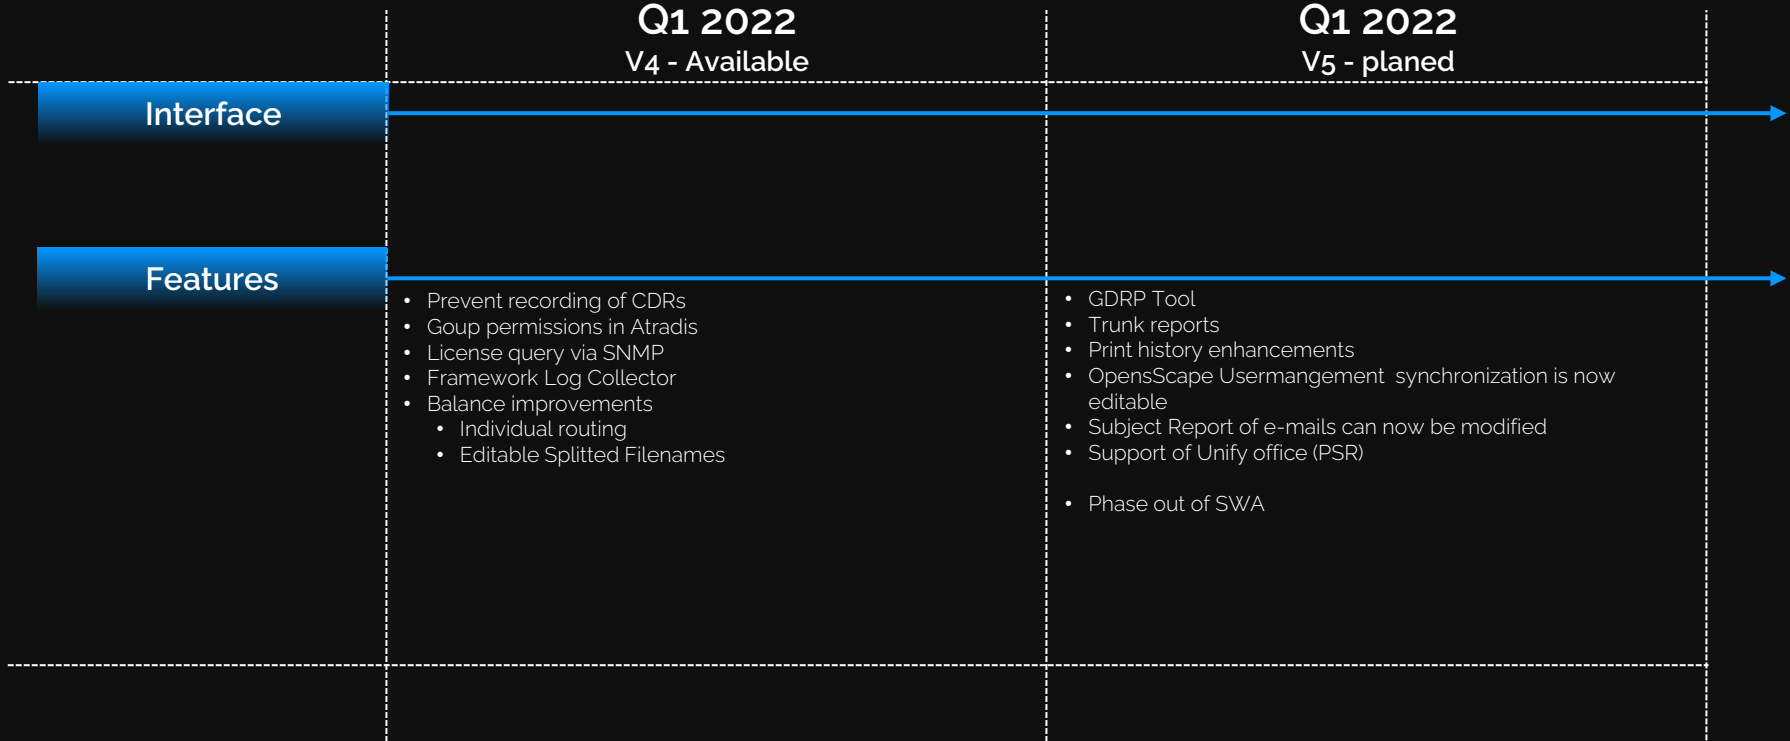 Q1 2022
V4 - Available
Q1 2022
V5 - planed
Interface
Features
• Prevent recording of CDRs
• Goup permissions in Atradis
• License query via SNMP
• Framework Log Collector
• Balance improvements
• Individual routing
• Editable Splitted Filenames
• GDRP Tool
• Trunk reports
• Print history enhancements
• OpensScape Usermangement  synchronization is now
editable
• Subject Report of e-mails can now be modified
• Support of Unify office (PSR)
• Phase out of SWA